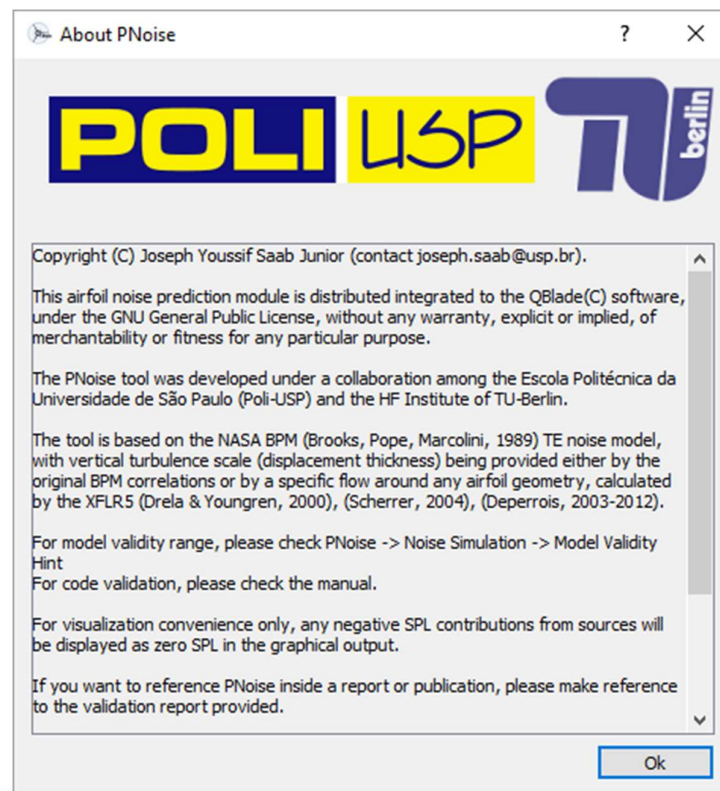 About PNoise
?
POLI USP
TU berlin
Copyright (C) Joseph Youssif Saab Junior (contact joseph.saab@usp.br).
This airfoil noise prediction module is distributed integrated to the QBlade(C) software,
under the GNU General Public License, without any warranty, explicit or implied, of
merchantability or fitness for any particular purpose.
The PNoise tool was developed under a collaboration among the Escola Politécnica da
Universidade de São Paulo (Poli-USP) and the HF Institute of TU-Berlin.
The tool is based on the NASA BPM (Brooks, Pope, Marcolini, 1989) TE noise model,
with vertical turbulence scale (displacement thickness) being provided either by the
original BPM correlations or by a specific flow around any airfoil geometry, calculated
by the XFLR5 (Drela & Youngren, 2000), (Scherrer, 2004), (Deperrois, 2003-2012).
For model validity range, please check PNoise -> Noise Simulation -> Model Validity
Hint
For code validation, please check the manual.
For visualization convenience only, any negative SPL contributions from sources will
be displayed as zero SPL in the graphical output.
If you want to reference PNoise inside a report or publication, please make reference
to the validation report provided.
Ok